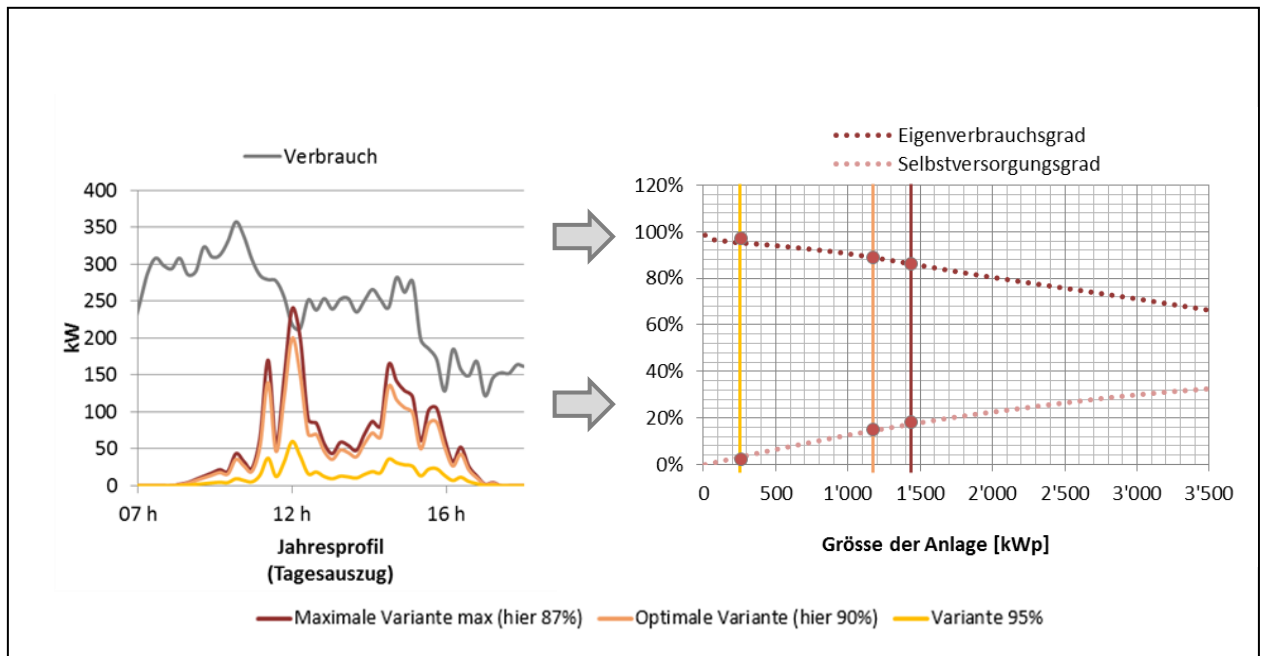 Verbrauch
400
350
300
250
200
150
100
50
0
kW
07 h 12 h 16 h
Jahresprofil
(Tagesauszug)
Eigenverbrauchsgrad
Selbstversorgungsgrad
120%
100%
80%
60%
40%
20%
0%
0 500 1'000 1'500 2'000 2'500 3'000 3'500
Grösse der Anlage [kWp]
Maximale Variante max (hier 87%) Optimale Variante (hier 90%) Variante 95%